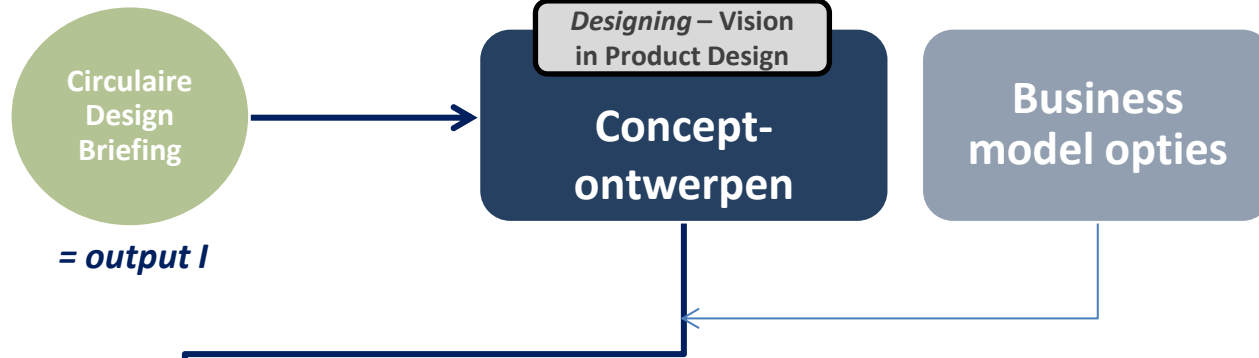 Circulaire
Design
Briefing
= output I
Designing – Vision
in Product Design
Concept-
ontwerpen
Business
model opties